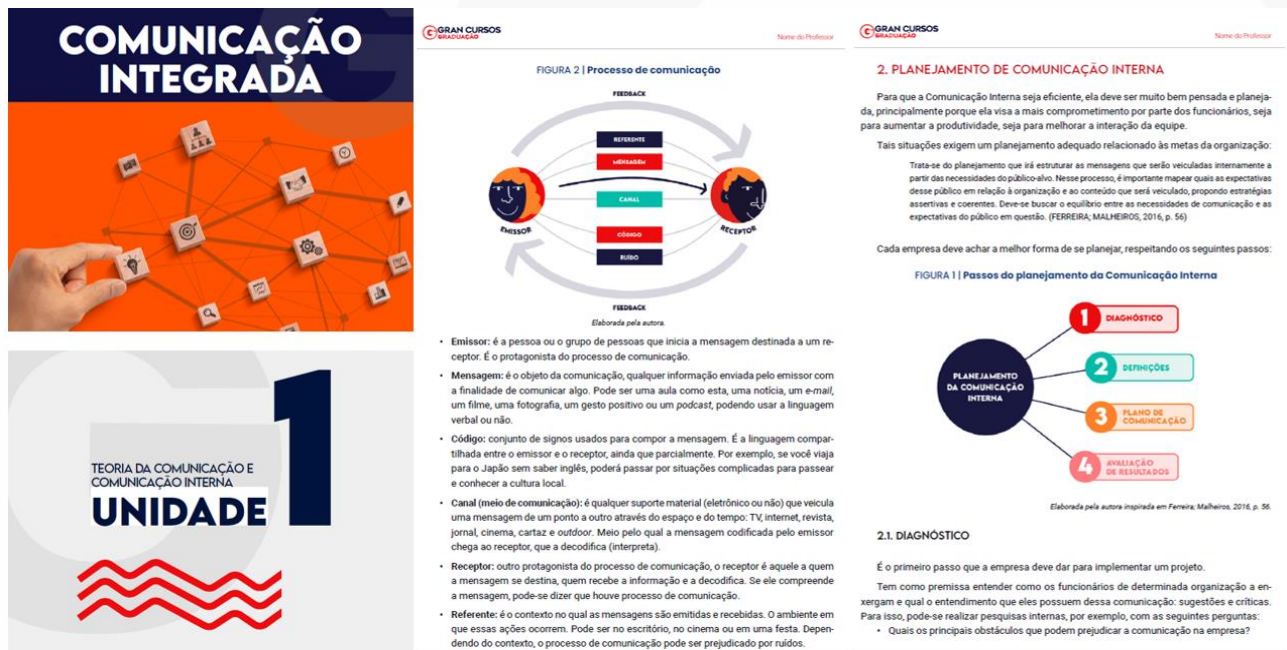 COMUNICAÇÃO
INTEGRADA
TEORIA DA COMUNICAÇÃO E
COMUNICAÇÃO INTERNA
UNIDADE 1
GRAN CURSOS
GRADUAÇÃO
Nome do Professor
FIGURA 2 | Processo de comunicação
FEEDBACK
REFERENTE
MENSAGEM
CANAL
EMISSOR
RECEPTOR
CÓDIGO
RUÍDO
FEEDBACK
Elaborada pela autora.
• Emissor: é a pessoa ou o grupo de pessoas que inicia a mensagem destinada a um re-
ceptor. É o protagonista do processo de comunicação.
• Mensagem: é o objeto da comunicação, qualquer informação enviada pelo emissor com
a finalidade de comunicar algo. Pode ser uma aula como esta, uma notícia, um e-mail,
um filme, uma fotografia, um gesto positivo ou um podcast, podendo usar a linguagem
verbal ou não.
• Código: conjunto de signos usados para compor a mensagem. É a linguagem compar-
tilhada entre o emissor e o receptor, ainda que parcialmente. Por exemplo, se você viaja
para o Japão sem saber inglês, poderá passar por situações complicadas para passear
e conhecer a cultura local.
• Canal (meio de comunicação): é qualquer suporte material (eletrônico ou não) que veicula
uma mensagem de um ponto a outro através do espaço e do tempo: TV, internet, revista,
jornal, cinema, cartaz e outdoor. Meio pelo qual a mensagem codificada pelo emissor
chega ao receptor, que a decodifica (interpreta).
• Receptor: outro protagonista do processo de comunicação, o receptor é aquele a quem
a mensagem se destina, quem recebe a informação e a decodifica. Se ele compreende
a mensagem, pode-se dizer que houve processo de comunicação.
• Referente: é o contexto no qual as mensagens são emitidas e recebidas. O ambiente em
que essas ações ocorrem. Pode ser no escritório, no cinema ou em uma festa. Depen-
dendo do contexto, o processo de comunicação pode ser prejudicado por ruídos.
GRAN CURSOS
GRADUAÇÃO
Nome do Professor
2. PLANEJAMENTO DE COMUNICAÇÃO INTERNA
Para que a Comunicação Interna seja eficiente, ela deve ser muito bem pensada e planeja-
da, principalmente porque ela visa a mais comprometimento por parte dos funcionários, seja
para aumentar a produtividade, seja para melhorar a interação da equipe.
Tais situações exigem um planejamento adequado relacionado às metas da organização:
Trata-se do planejamento que irá estruturar as mensagens que serão veiculadas internamente a
partir das necessidades do público-alvo. Nesse processo, é importante mapear quais as expectativas
desse público em relação à organização e ao conteúdo que será veiculado, propondo estratégias
assertivas e coerentes. Deve-se buscar o equilíbrio entre as necessidades de comunicação e as
expectativas do público em questão. (FERREIRA; MALHEIROS, 2016, p. 56)
Cada empresa deve achar a melhor forma de se planejar, respeitando os seguintes passos:
FIGURA 1 | Passos do planejamento da Comunicação Interna
PLANEJAMENTO
DA COMUNICAÇÃO
INTERNA
1 DIAGNÓSTICO
2 DEFINIÇÕES
3 PLANO DE
COMUNICAÇÃO
4 AVALIAÇÃO
DE RESULTADOS
Elaborada pela autora inspirada em Ferreira; Malheiros, 2016, p. 56.
2.1. DIAGNÓSTICO
É o primeiro passo que a empresa deve dar para implementar um projeto.
Tem como premissa entender como os funcionários de determinada organização a en-
xergam e qual o entendimento que eles possuem dessa comunicação: sugestões e críticas.
Para isso, pode-se realizar pesquisas internas, por exemplo, com as seguintes perguntas:
• Quais os principais obstáculos que podem prejudicar a comunicação na empresa?